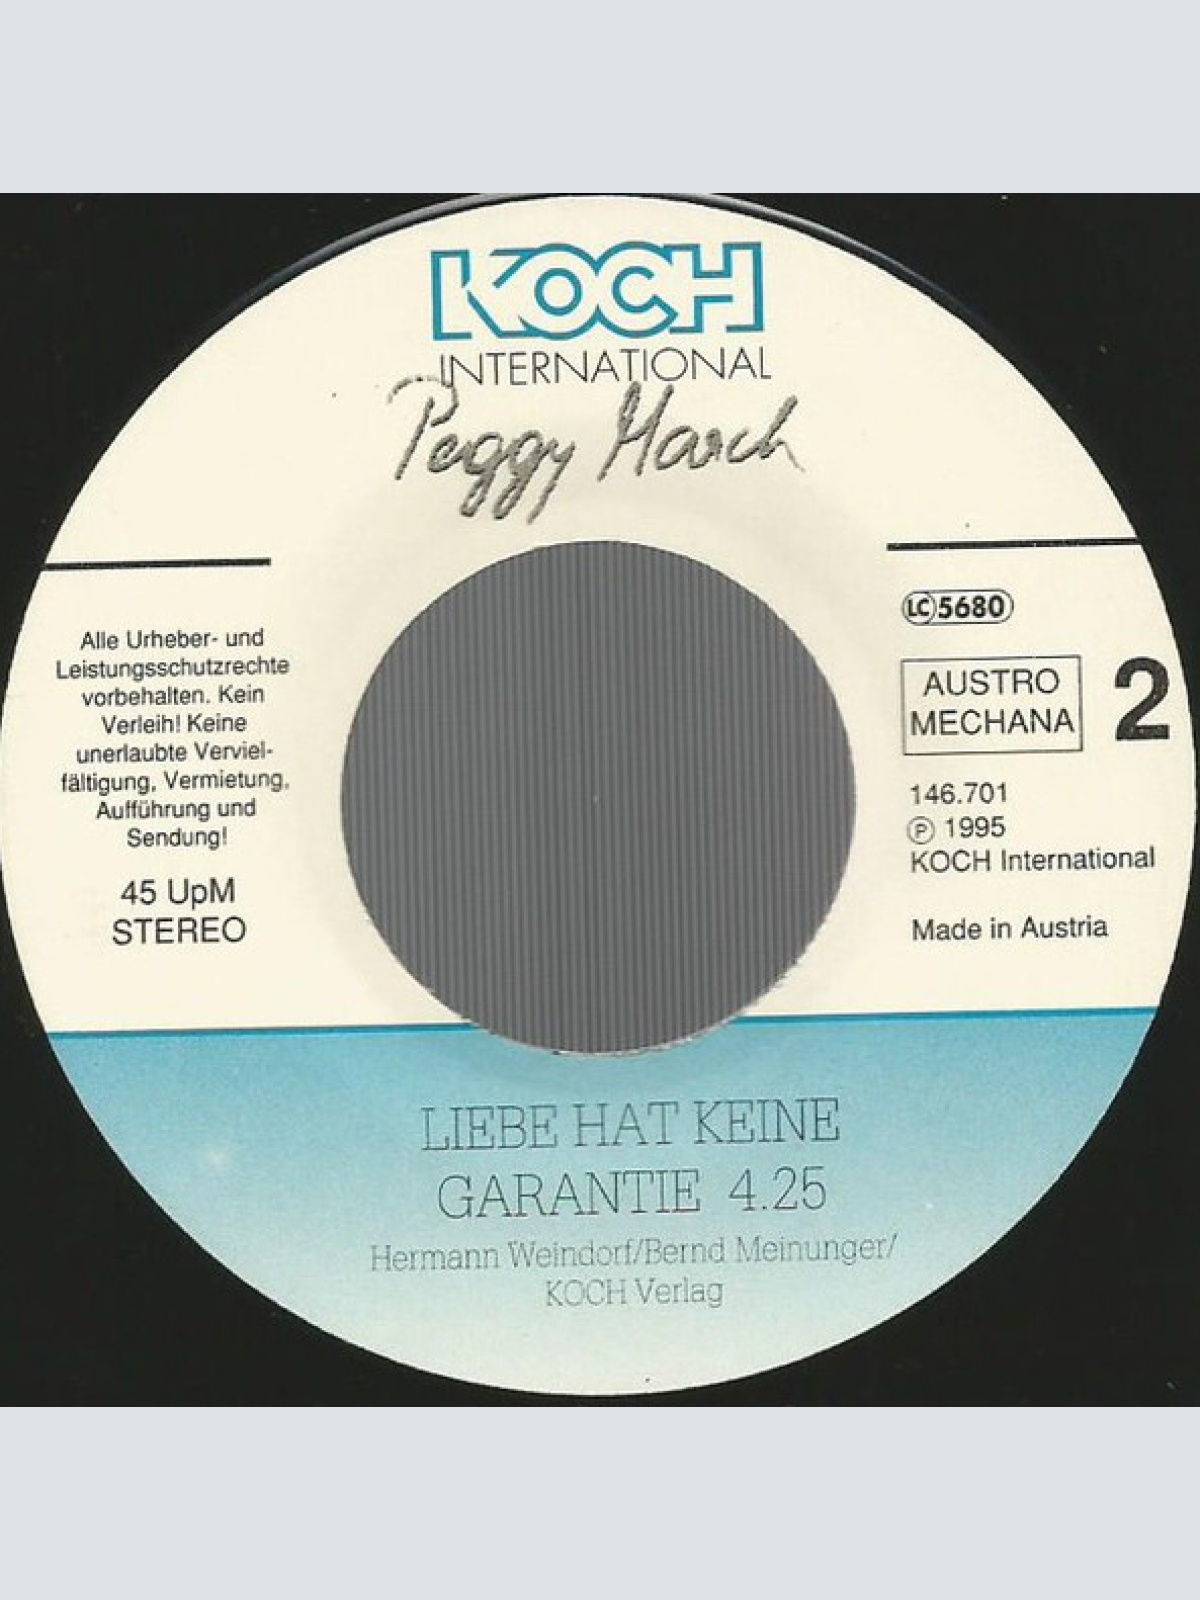 KOCH
INTERNATIONAL
Peggy March
Alle Urheber- und
Leistungsschutzrechte
vorbehalten. Kein
Verleih! Keine
unerlaubte Verviel-
fältigung, Vermietung,
Aufführung und
Sendung!
45 UpM
STEREO
LC 5680
AUSTRO
MECHANA
2
146.701
℗ 1995
KOCH International
Made in Austria
LIEBE HAT KEINE
GARANTIE 4.25
Hermann Weindorf/Bernd Meinunger/
KOCH Verlag